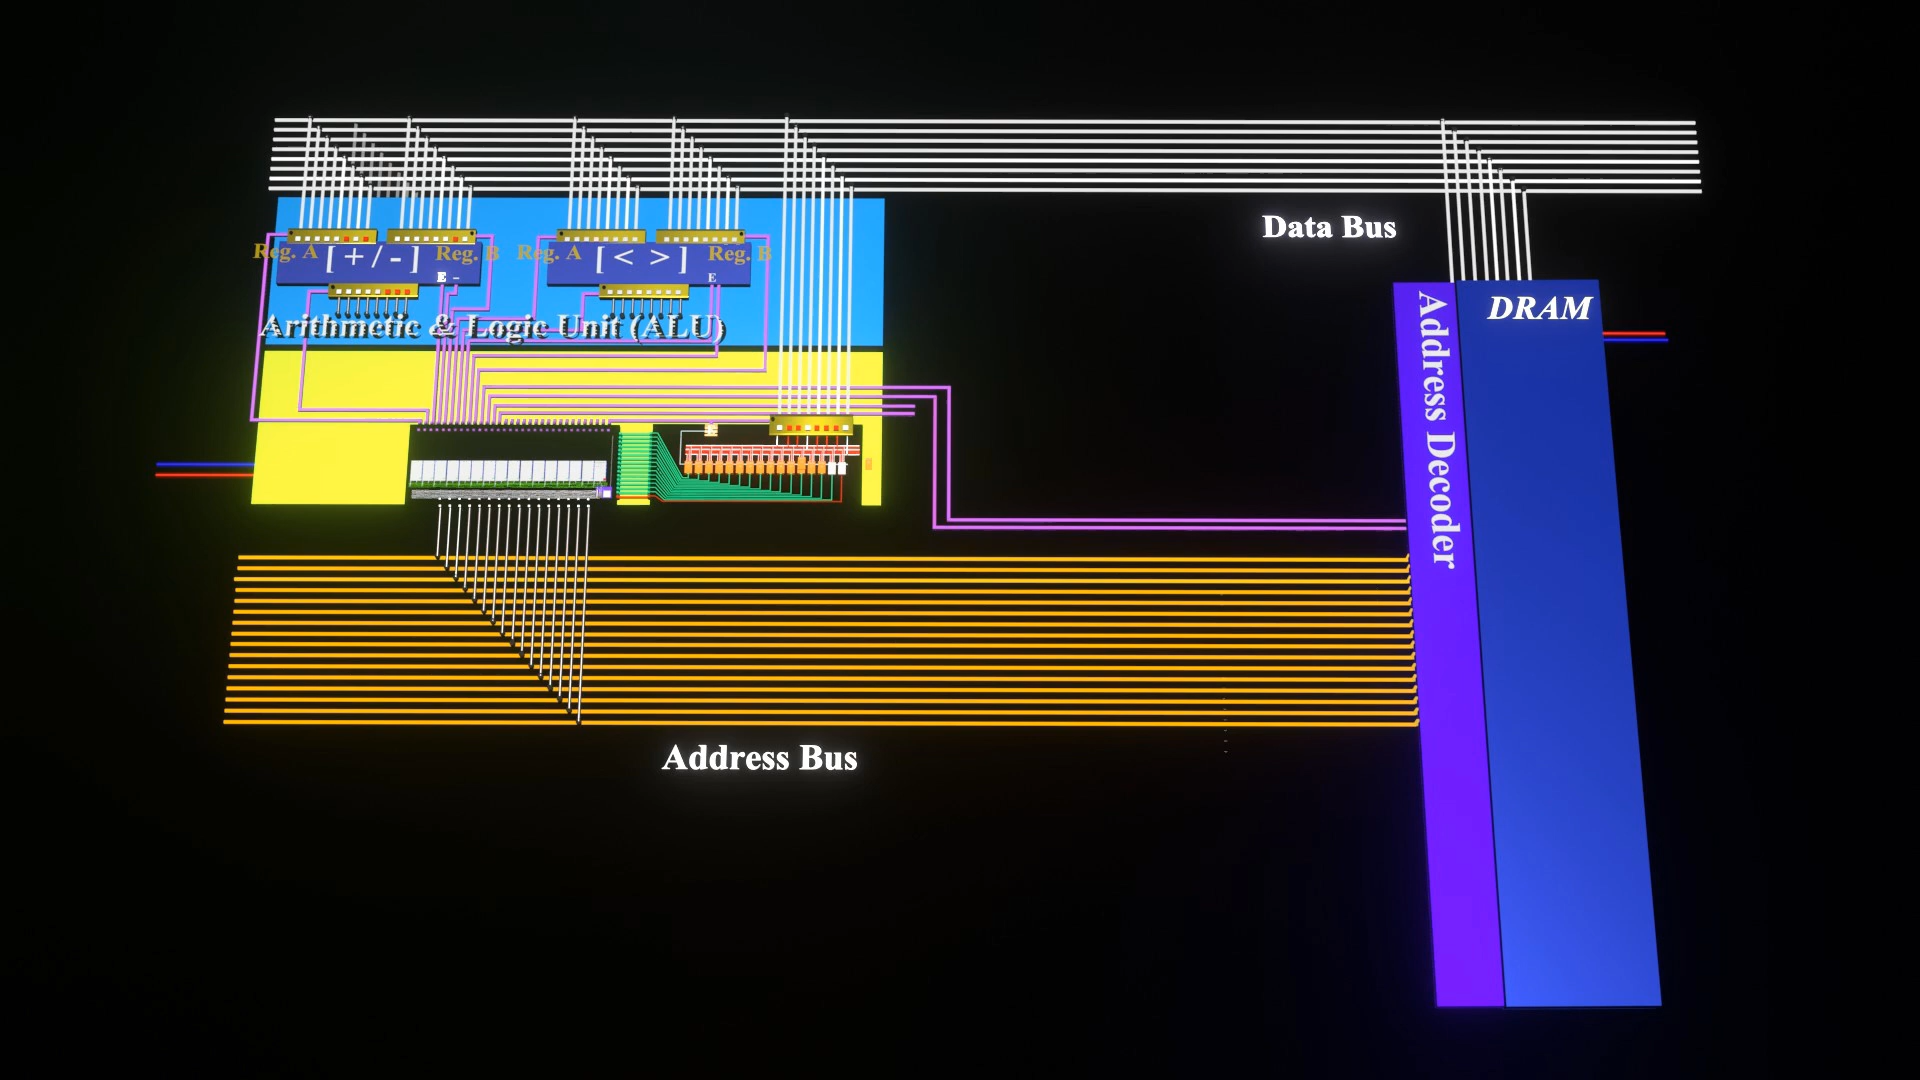 Data Bus
Reg. A [ + / - ] Reg. B
E -
Reg. A [ < > ] Reg. B
E
Arithmetic & Logic Unit (ALU)
DRAM
Address Decoder
Address Bus